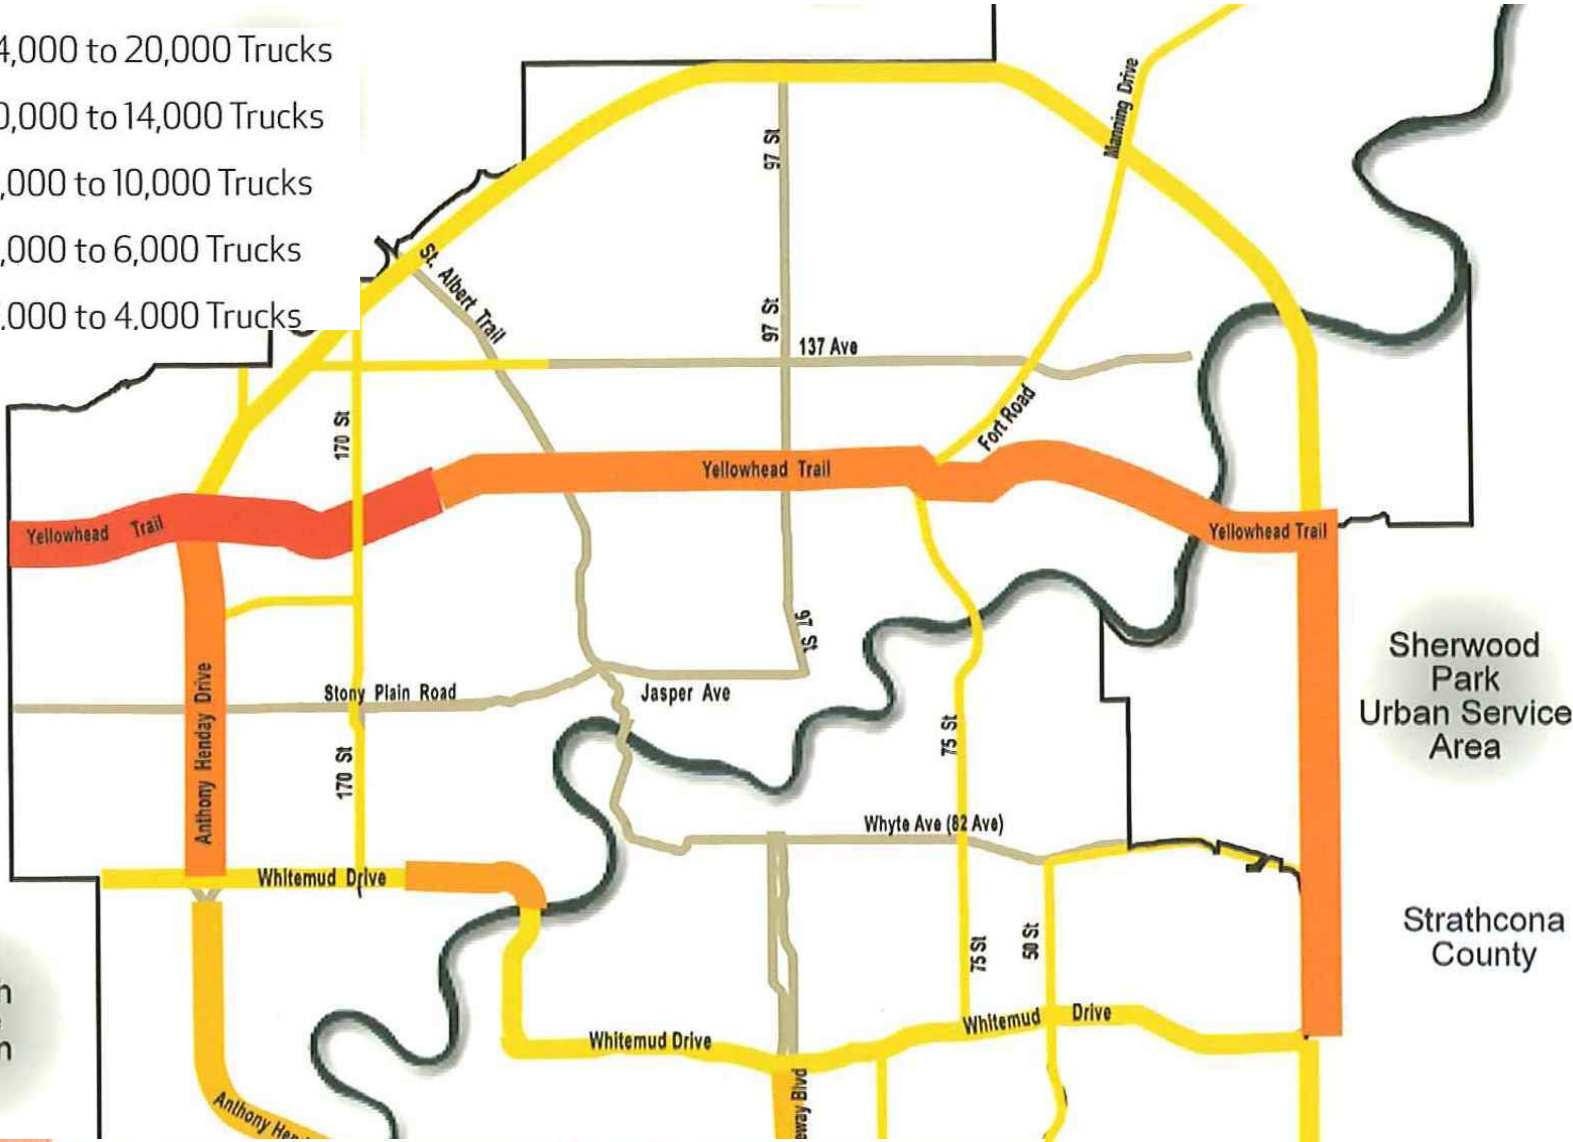 4,000 to 20,000 Trucks
0,000 to 14,000 Trucks
,000 to 10,000 Trucks
,000 to 6,000 Trucks
,000 to 4,000 Trucks
Manning Drive
97 St
St. Albert Trail
97 St
137 Ave
170 St
Fort Road
Yellowhead Trail
Yellowhead Trail
Yellowhead Trail
97 St
Sherwood
Park
Urban Service
Area
Anthony Henday Drive
Stony Plain Road
Jasper Ave
75 St
170 St
Whyte Ave (82 Ave)
Whitemud Drive
Strathcona
County
75 St
50 St
h
n
Whitemud Drive
Whitemud Drive
Anthony Hend
eway Blvd